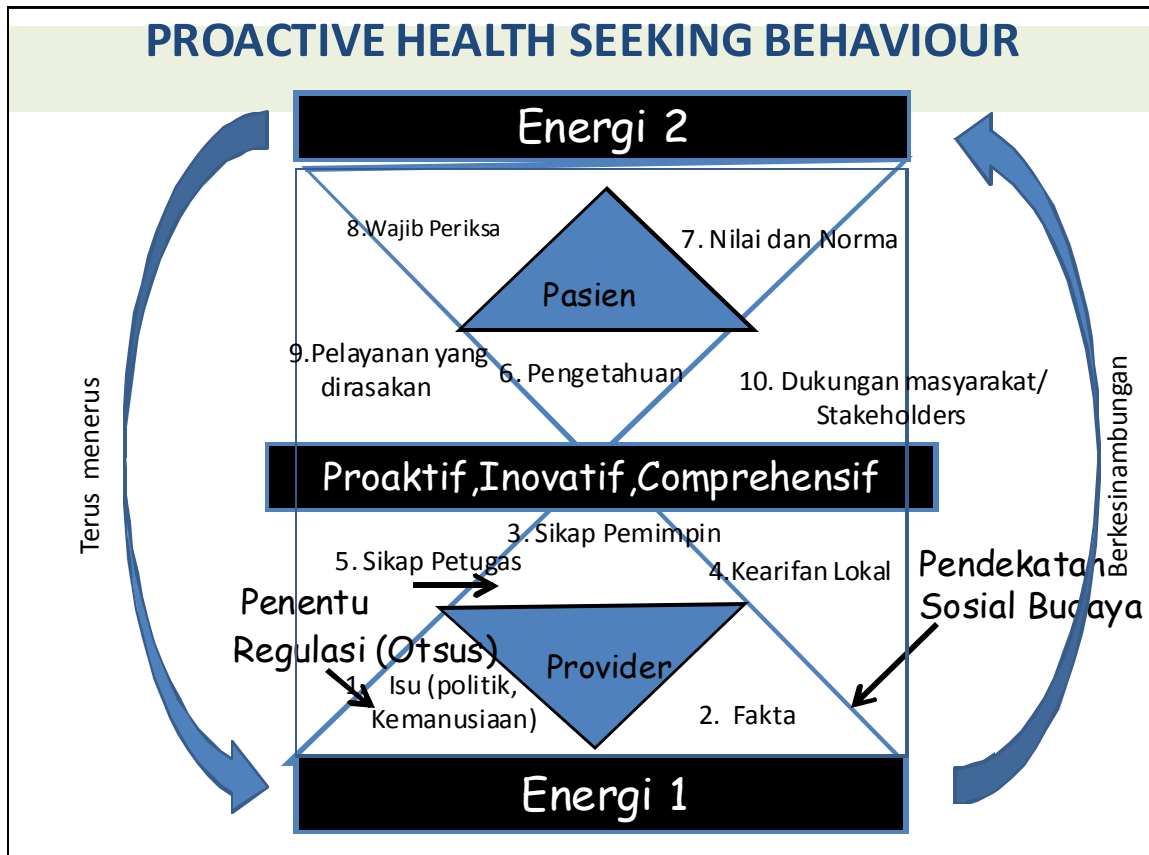 PROACTIVE HEALTH SEEKING BEHAVIOUR
Energi 2
8.Wajib Periksa
7. Nilai dan Norma
Pasien
9.Pelayanan yang
dirasakan
6. Pengetahuan
10. Dukungan masyarakat/
Stakeholders
Terus menerus
Berkesinambungan
Proaktif,Inovatif,Comprehensif
3. Sikap Pemimpin
5. Sikap Petugas
4.Kearifan Lokal
Pendekatan
Sosial Budaya
Penentu
Regulasi (Otsus)
Provider
1. Isu (politik,
Kemanusiaan)
2. Fakta
Energi 1